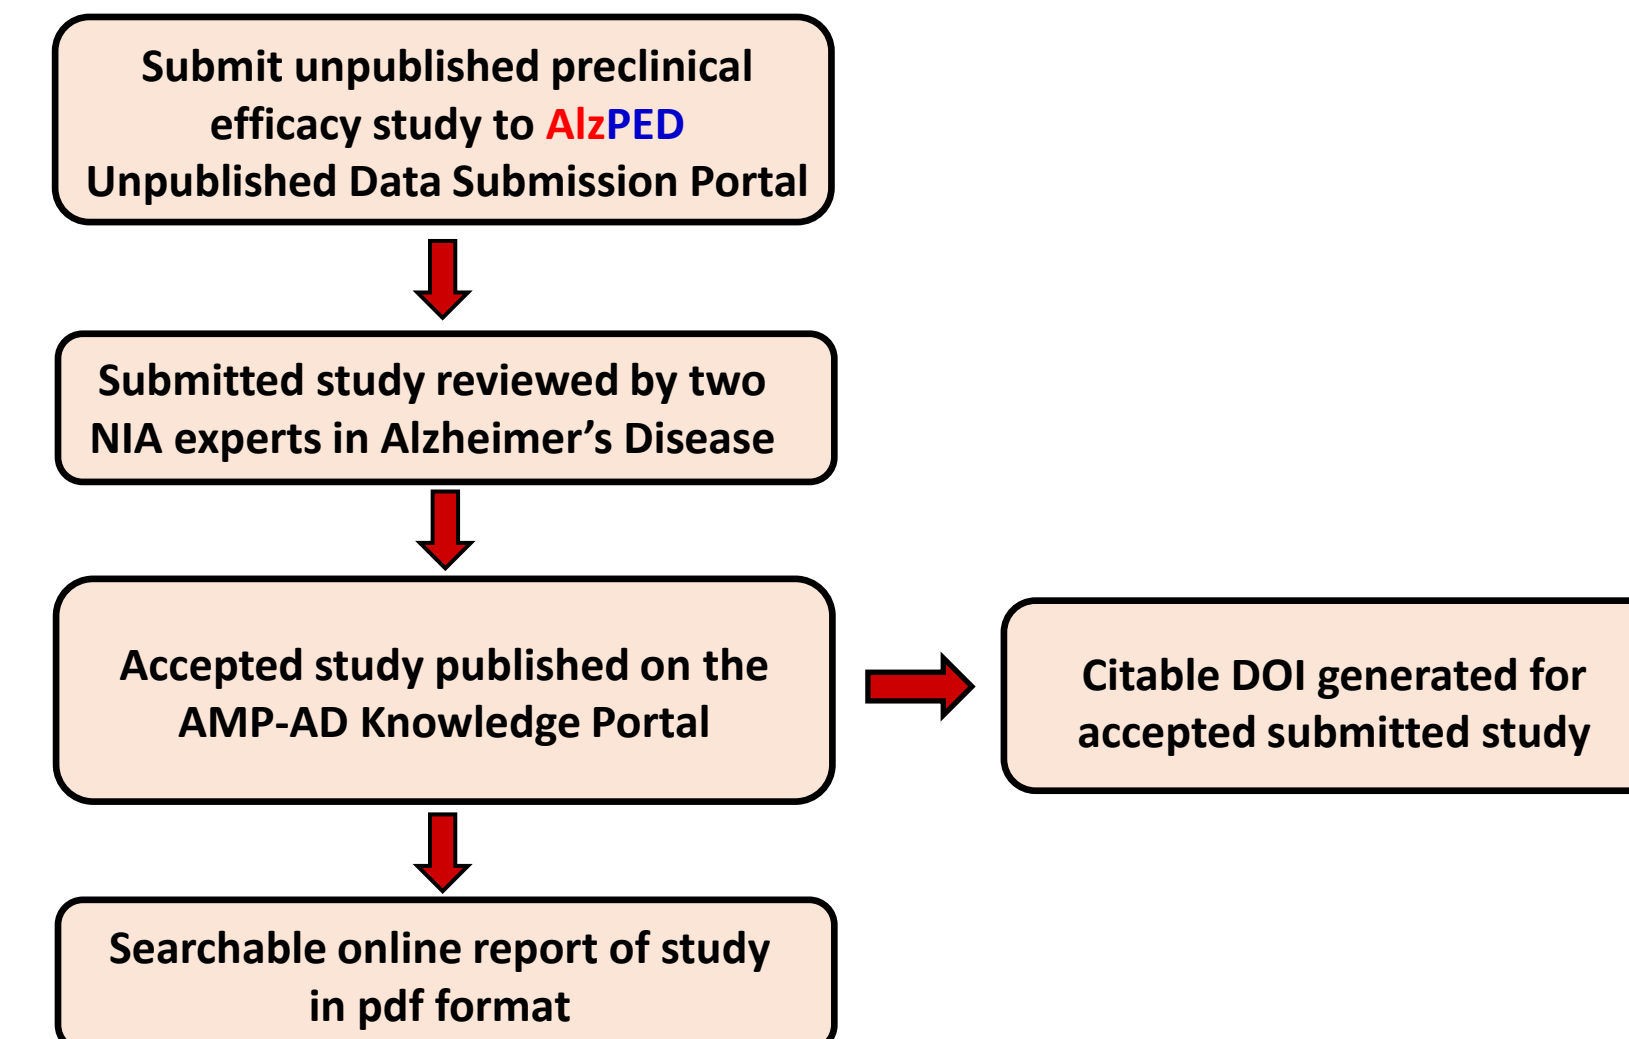 Submit unpublished preclinical
efficacy study to AlzPED
Unpublished Data Submission Portal
Submitted study reviewed by two
NIA experts in Alzheimer’s Disease
Accepted study published on the
AMP-AD Knowledge Portal
Citable DOI generated for
accepted submitted study
Searchable online report of study
in pdf format